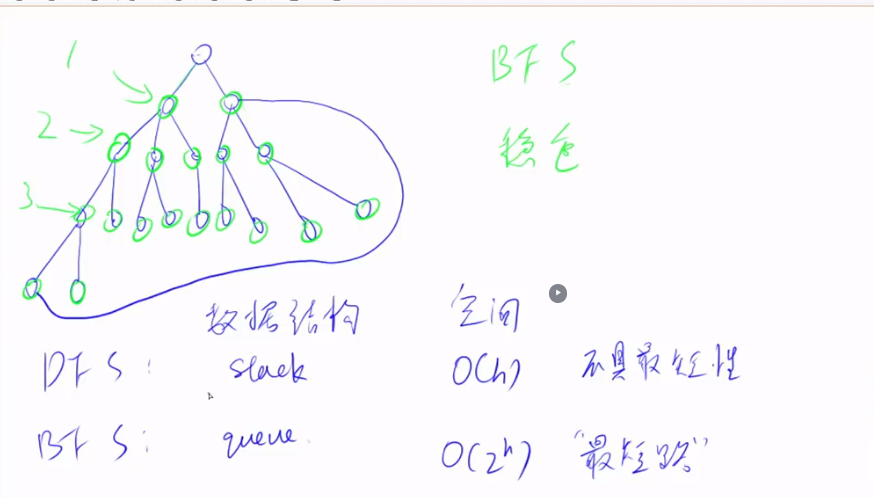 1
BFS
2
稳重
3
数据结构 空间
DFS: stack O(h) 不具最短性
BFS: queue. O(2^h) "最短路"